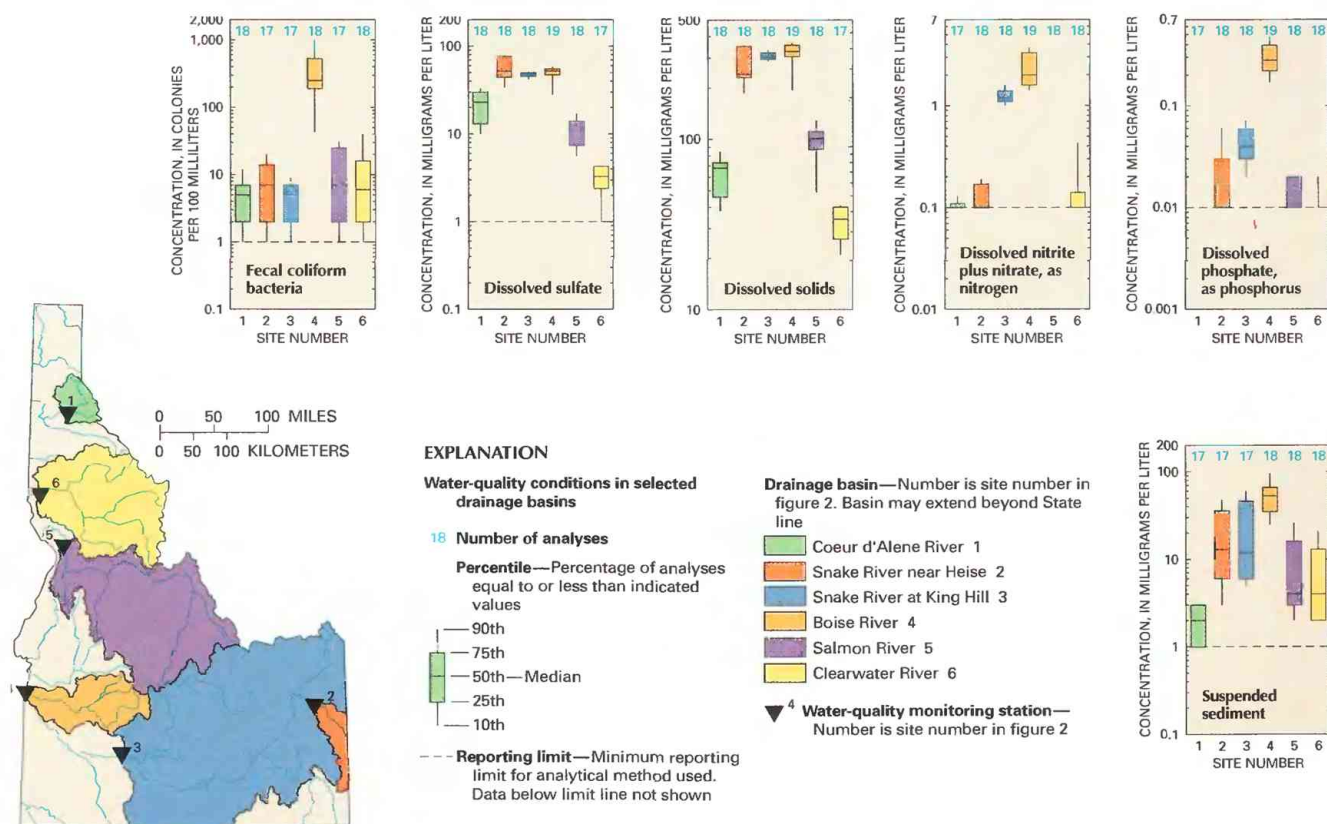 CONCENTRATION, IN COLONIES
PER 100 MILLILITERS
2,000
1,000
100
10
1
0.1
18 17 17 18 17 18
Fecal coliform
bacteria
1 2 3 4 5 6
SITE NUMBER
CONCENTRATION, IN MILLIGRAMS PER LITER
200
100
10
1
0.1
18 18 18 19 18 17
Dissolved sulfate
1 2 3 4 5 6
SITE NUMBER
CONCENTRATION, IN MILLIGRAMS PER LITER
500
100
10
18 18 18 19 18 17
Dissolved solids
1 2 3 4 5 6
SITE NUMBER
CONCENTRATION, IN MILLIGRAMS PER LITER
7
1
0.1
0.01
17 18 18 19 18 18
Dissolved nitrite
plus nitrate, as
nitrogen
1 2 3 4 5 6
SITE NUMBER
CONCENTRATION, IN MILLIGRAMS PER LITER
0.7
0.1
0.01
0.001
17 18 18 19 18 18
Dissolved
phosphate,
as phosphorus
1 2 3 4 5 6
SITE NUMBER
1
6
5
2
3
0 50 100 MILES
0 50 100 KILOMETERS
EXPLANATION
Water-quality conditions in selected
drainage basins
18 Number of analyses
Percentile—Percentage of analyses
equal to or less than indicated
values
90th
75th
50th—Median
25th
10th
Reporting limit—Minimum reporting
limit for analytical method used.
Data below limit line not shown
Drainage basin—Number is site number in
figure 2. Basin may extend beyond State
line
Coeur d'Alene River 1
Snake River near Heise 2
Snake River at King Hill 3
Boise River 4
Salmon River 5
Clearwater River 6
4 Water-quality monitoring station—
Number is site number in figure 2
CONCENTRATION, IN MILLIGRAMS PER LITER
200
100
10
1
0.1
17 17 17 18 18 18
Suspended
sediment
1 2 3 4 5 6
SITE NUMBER